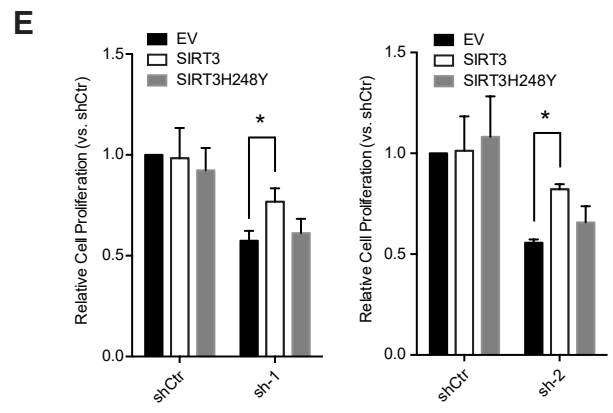 E
EV
SIRT3
SIRT3H248Y
Relative Cell Proliferation (vs. shCtr)
1.5
1.0
0.5
0.0
*
shCtr
sh-1
EV
SIRT3
SIRT3H248Y
Relative Cell Proliferation (vs. shCtr)
1.5
1.0
0.5
0.0
*
shCtr
sh-2